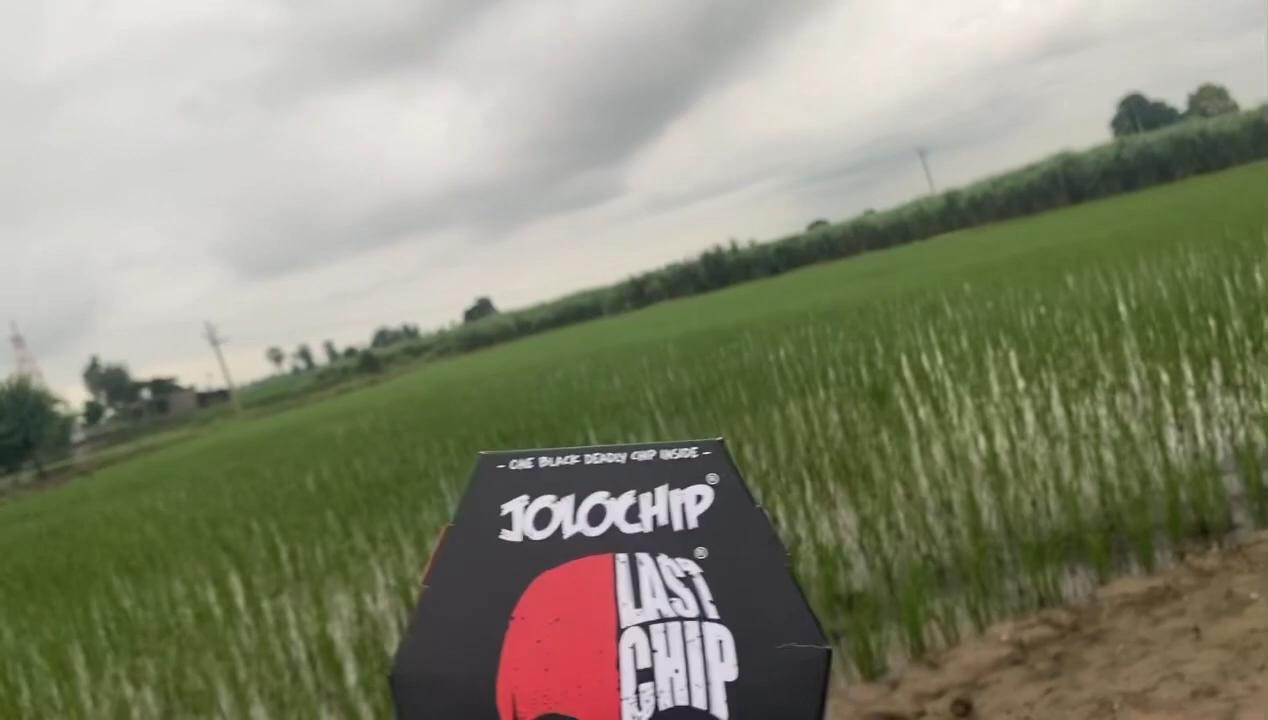 - ONE BLACK DEADLY CHIP INSIDE -
JOLOCHIP®
LAST®
CHIP